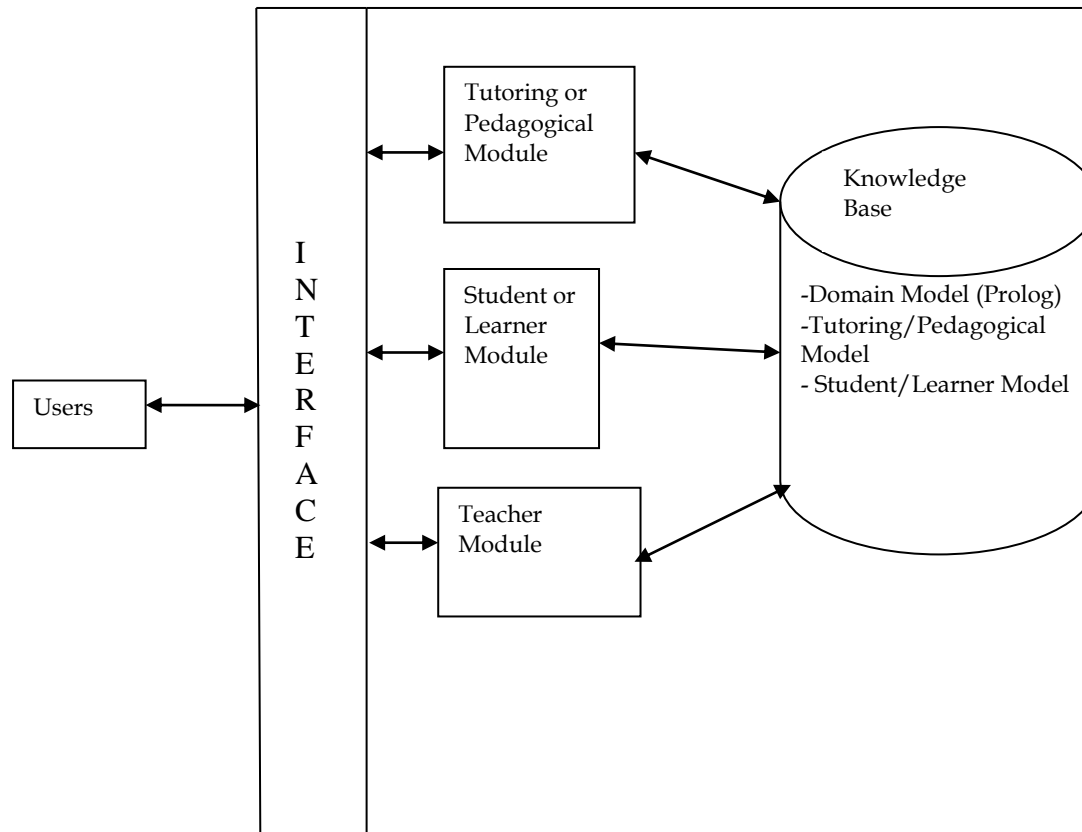 Users
I
N
T
E
R
F
A
C
E
Tutoring or
Pedagogical
Module
Student or
Learner
Module
Teacher
Module
Knowledge
Base
-Domain Model (Prolog)
-Tutoring/Pedagogical
Model
- Student/Learner Model